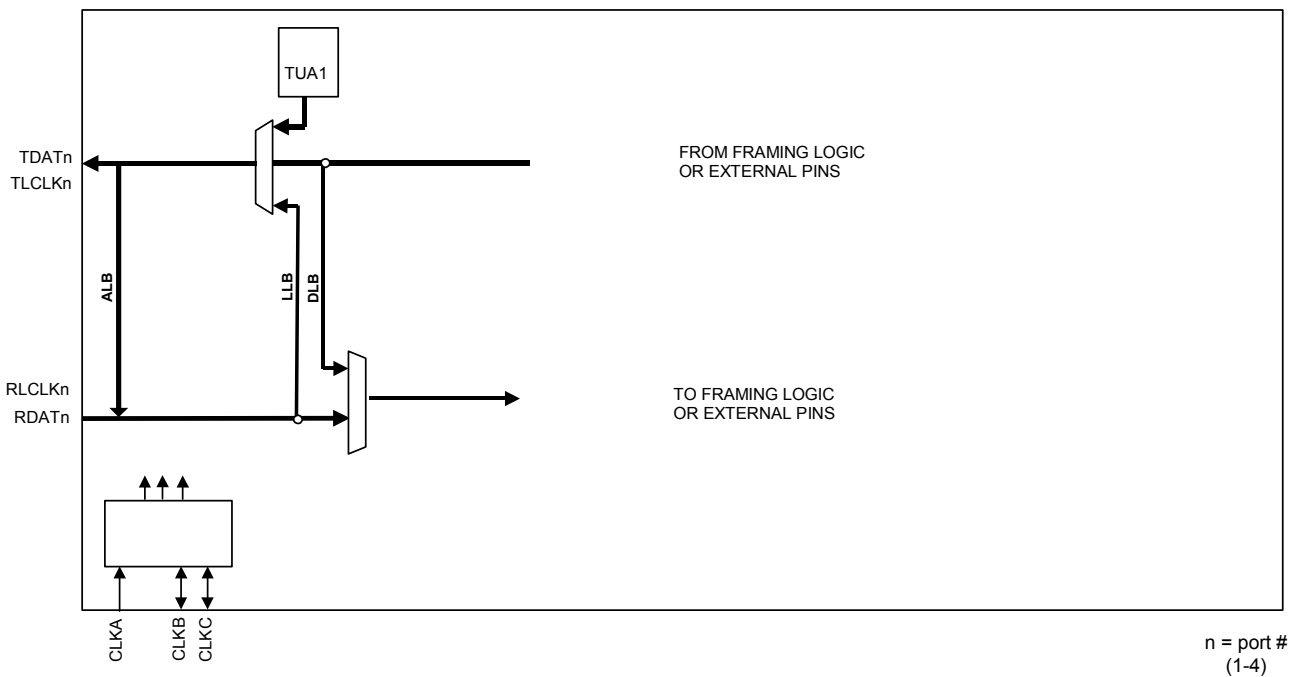 TUA1
TDATn
TLCLKn
FROM FRAMING LOGIC
OR EXTERNAL PINS
ALB
LLB
DLB
RLCLKn
RDATn
TO FRAMING LOGIC
OR EXTERNAL PINS
CLKA
CLKB
CLKC
n = port #
(1-4)